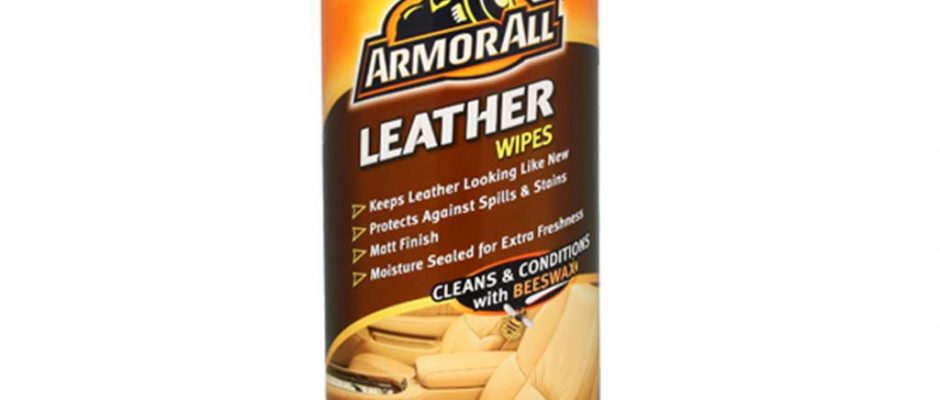 ARMORALL
LEATHER
WIPES
Keeps Leather Looking Like New
Protects Against Spills & Stains
Matt Finish
Moisture Sealed for Extra Freshness
CLEANS & CONDITIONS
with BEESWAX